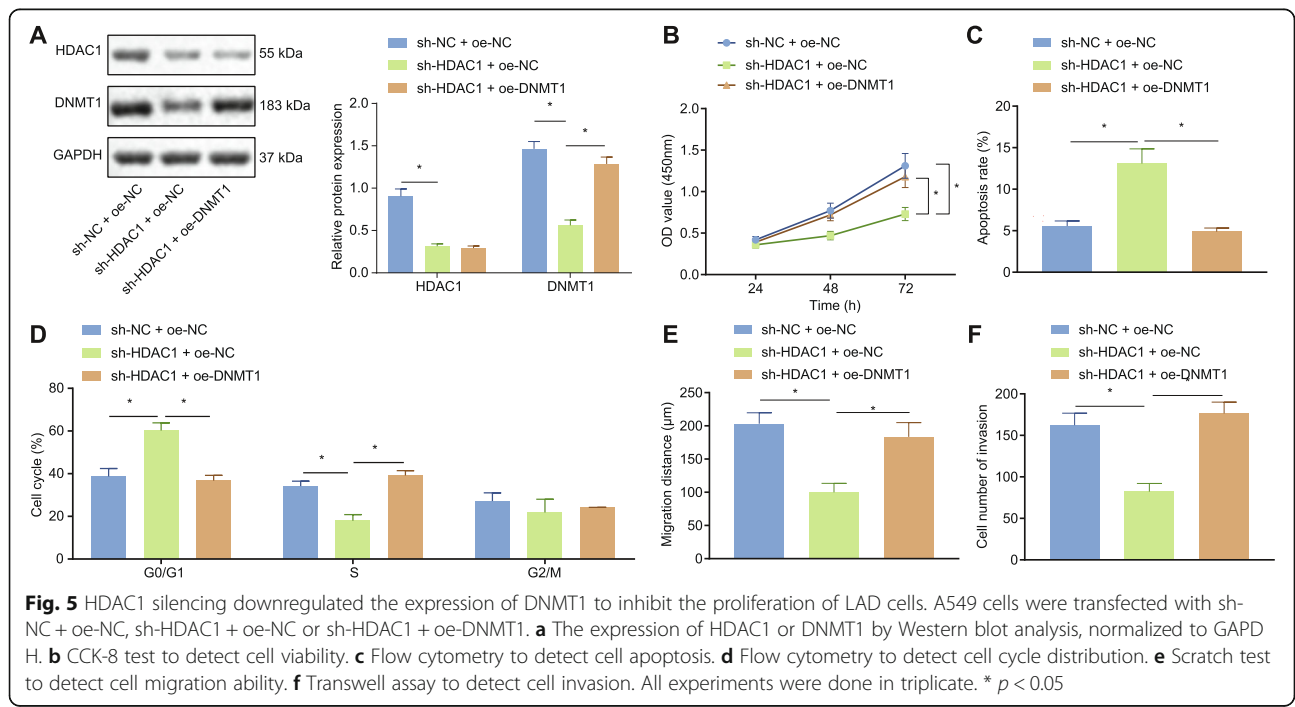 A
HDAC1
55 kDa
DNMT1
183 kDa
GAPDH
37 kDa
sh-NC + oe-NC
sh-HDAC1 + oe-NC
sh-HDAC1 + oe-DNMT1
sh-NC + oe-NC
sh-HDAC1 + oe-NC
sh-HDAC1 + oe-DNMT1
Relative protein expression
2.0
1.5
1.0
0.5
0.0
*
*
*
HDAC1
DNMT1
B
sh-NC + oe-NC
sh-HDAC1 + oe-NC
sh-HDAC1 + oe-DNMT1
OD value (450nm)
2.0
1.5
1.0
0.5
0.0
*
*
24
48
72
Time (h)
C
sh-NC + oe-NC
sh-HDAC1 + oe-NC
sh-HDAC1 + oe-DNMT1
Apoptosis rate (%)
20
15
10
5
0
*
*
D
sh-NC + oe-NC
sh-HDAC1 + oe-NC
sh-HDAC1 + oe-DNMT1
Cell cycle (%)
80
60
40
20
0
*
*
*
*
G0/G1
S
G2/M
E
sh-NC + oe-NC
sh-HDAC1 + oe-NC
sh-HDAC1 + oe-DNMT1
Migration distance (μm)
250
200
150
100
50
0
*
*
F
sh-NC + oe-NC
sh-HDAC1 + oe-NC
sh-HDAC1 + oe-DNMT1
Cell number of invasion
200
150
100
50
0
*
*
Fig. 5 HDAC1 silencing downregulated the expression of DNMT1 to inhibit the proliferation of LAD cells. A549 cells were transfected with sh-
NC + oe-NC, sh-HDAC1 + oe-NC or sh-HDAC1 + oe-DNMT1. a The expression of HDAC1 or DNMT1 by Western blot analysis, normalized to GAPD
H. b CCK-8 test to detect cell viability. c Flow cytometry to detect cell apoptosis. d Flow cytometry to detect cell cycle distribution. e Scratch test
to detect cell migration ability. f Transwell assay to detect cell invasion. All experiments were done in triplicate. * p < 0.05